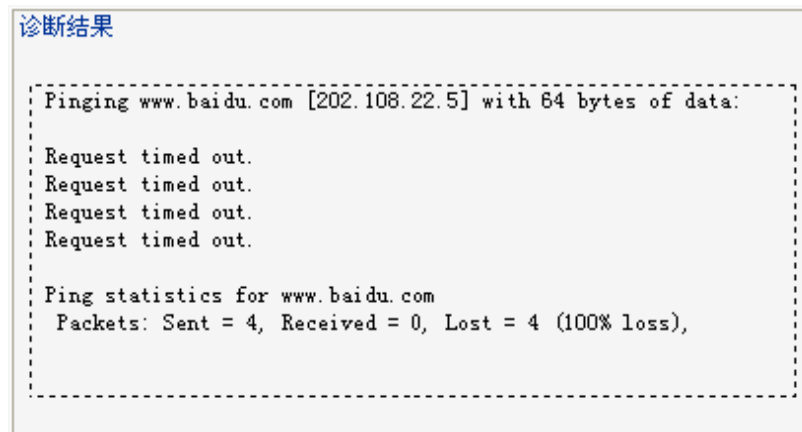 诊断结果
Pinging www.baidu.com [202.108.22.5] with 64 bytes of data:
Request timed out.
Request timed out.
Request timed out.
Request timed out.
Ping statistics for www.baidu.com
Packets: Sent = 4, Received = 0, Lost = 4 (100% loss),